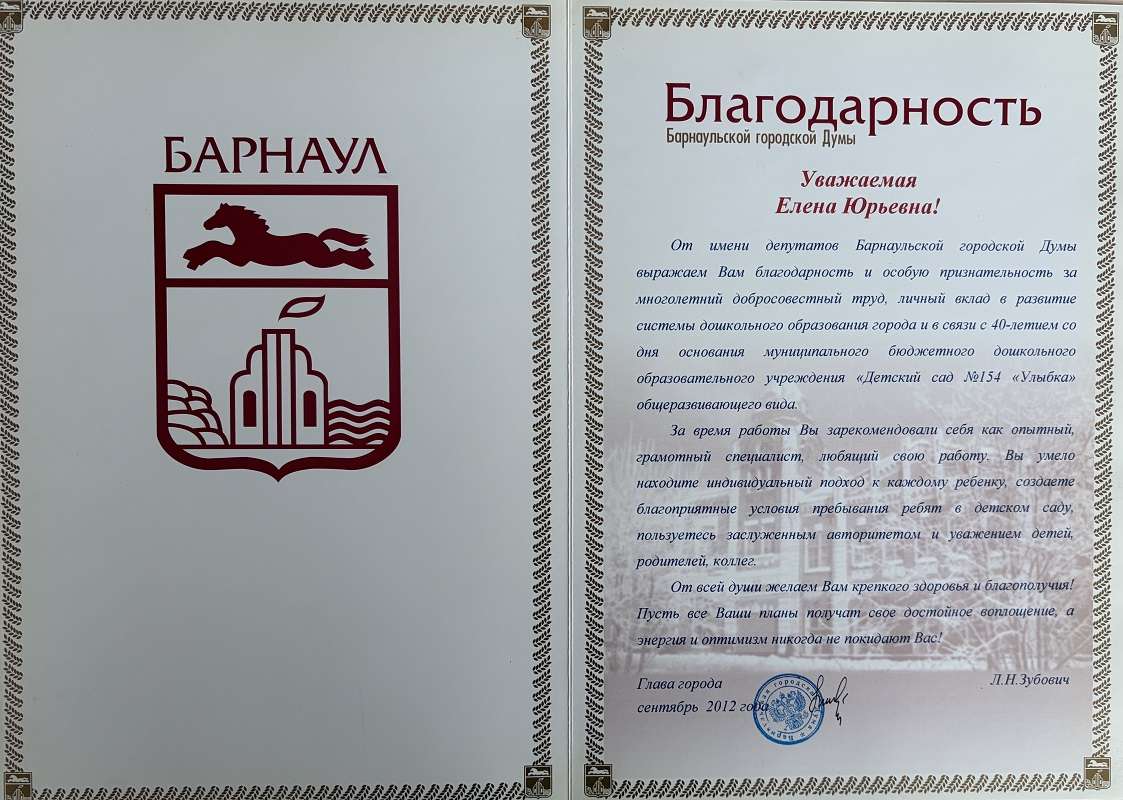 БАРНАУЛ
Благодарность
Барнаульской городской Думы
Уважаемая
Елена Юрьевна!
От имени депутатов Барнаульской городской Думы
выражаем Вам благодарность и особую признательность за
многолетний добросовестный труд, личный вклад в развитие
системы дошкольного образования города и в связи с 40-летием со
дня основания муниципального бюджетного дошкольного
образовательного учреждения «Детский сад №154 «Улыбка»
общеразвивающего вида.
За время работы Вы зарекомендовали себя как опытный,
грамотный специалист, любящий свою работу. Вы умело
находите индивидуальный подход к каждому ребенку, создаете
благоприятные условия пребывания ребят в детском саду,
пользуетесь заслуженным авторитетом и уважением детей,
родителей, коллег.
От всей души желаем Вам крепкого здоровья и благополучия!
Пусть все Ваши планы получат свое достойное воплощение, а
энергия и оптимизм никогда не покидают Вас!
Глава города Л.Н.Зубович
сентябрь 2012 года
Барнаульская городская Дума